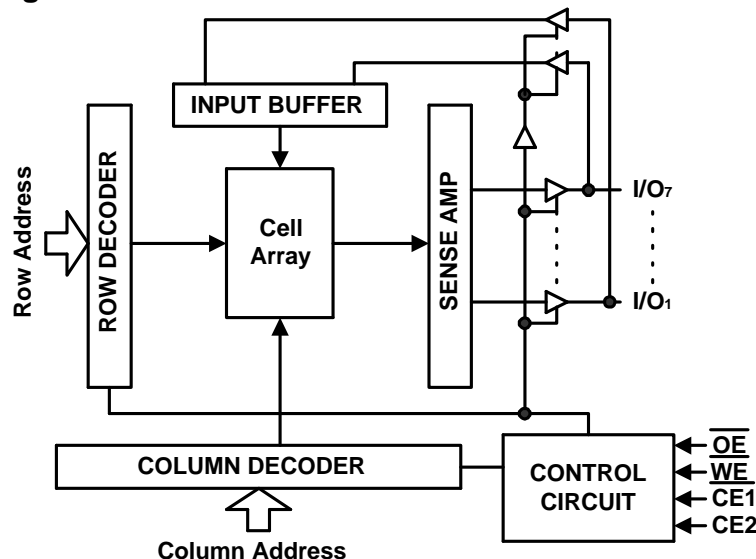 g
INPUT BUFFER
Row Address
ROW DECODER
Cell
Array
SENSE AMP
I/O7
I/O1
COLUMN DECODER
Column Address
CONTROL
CIRCUIT
OE
WE
CE1
CE2